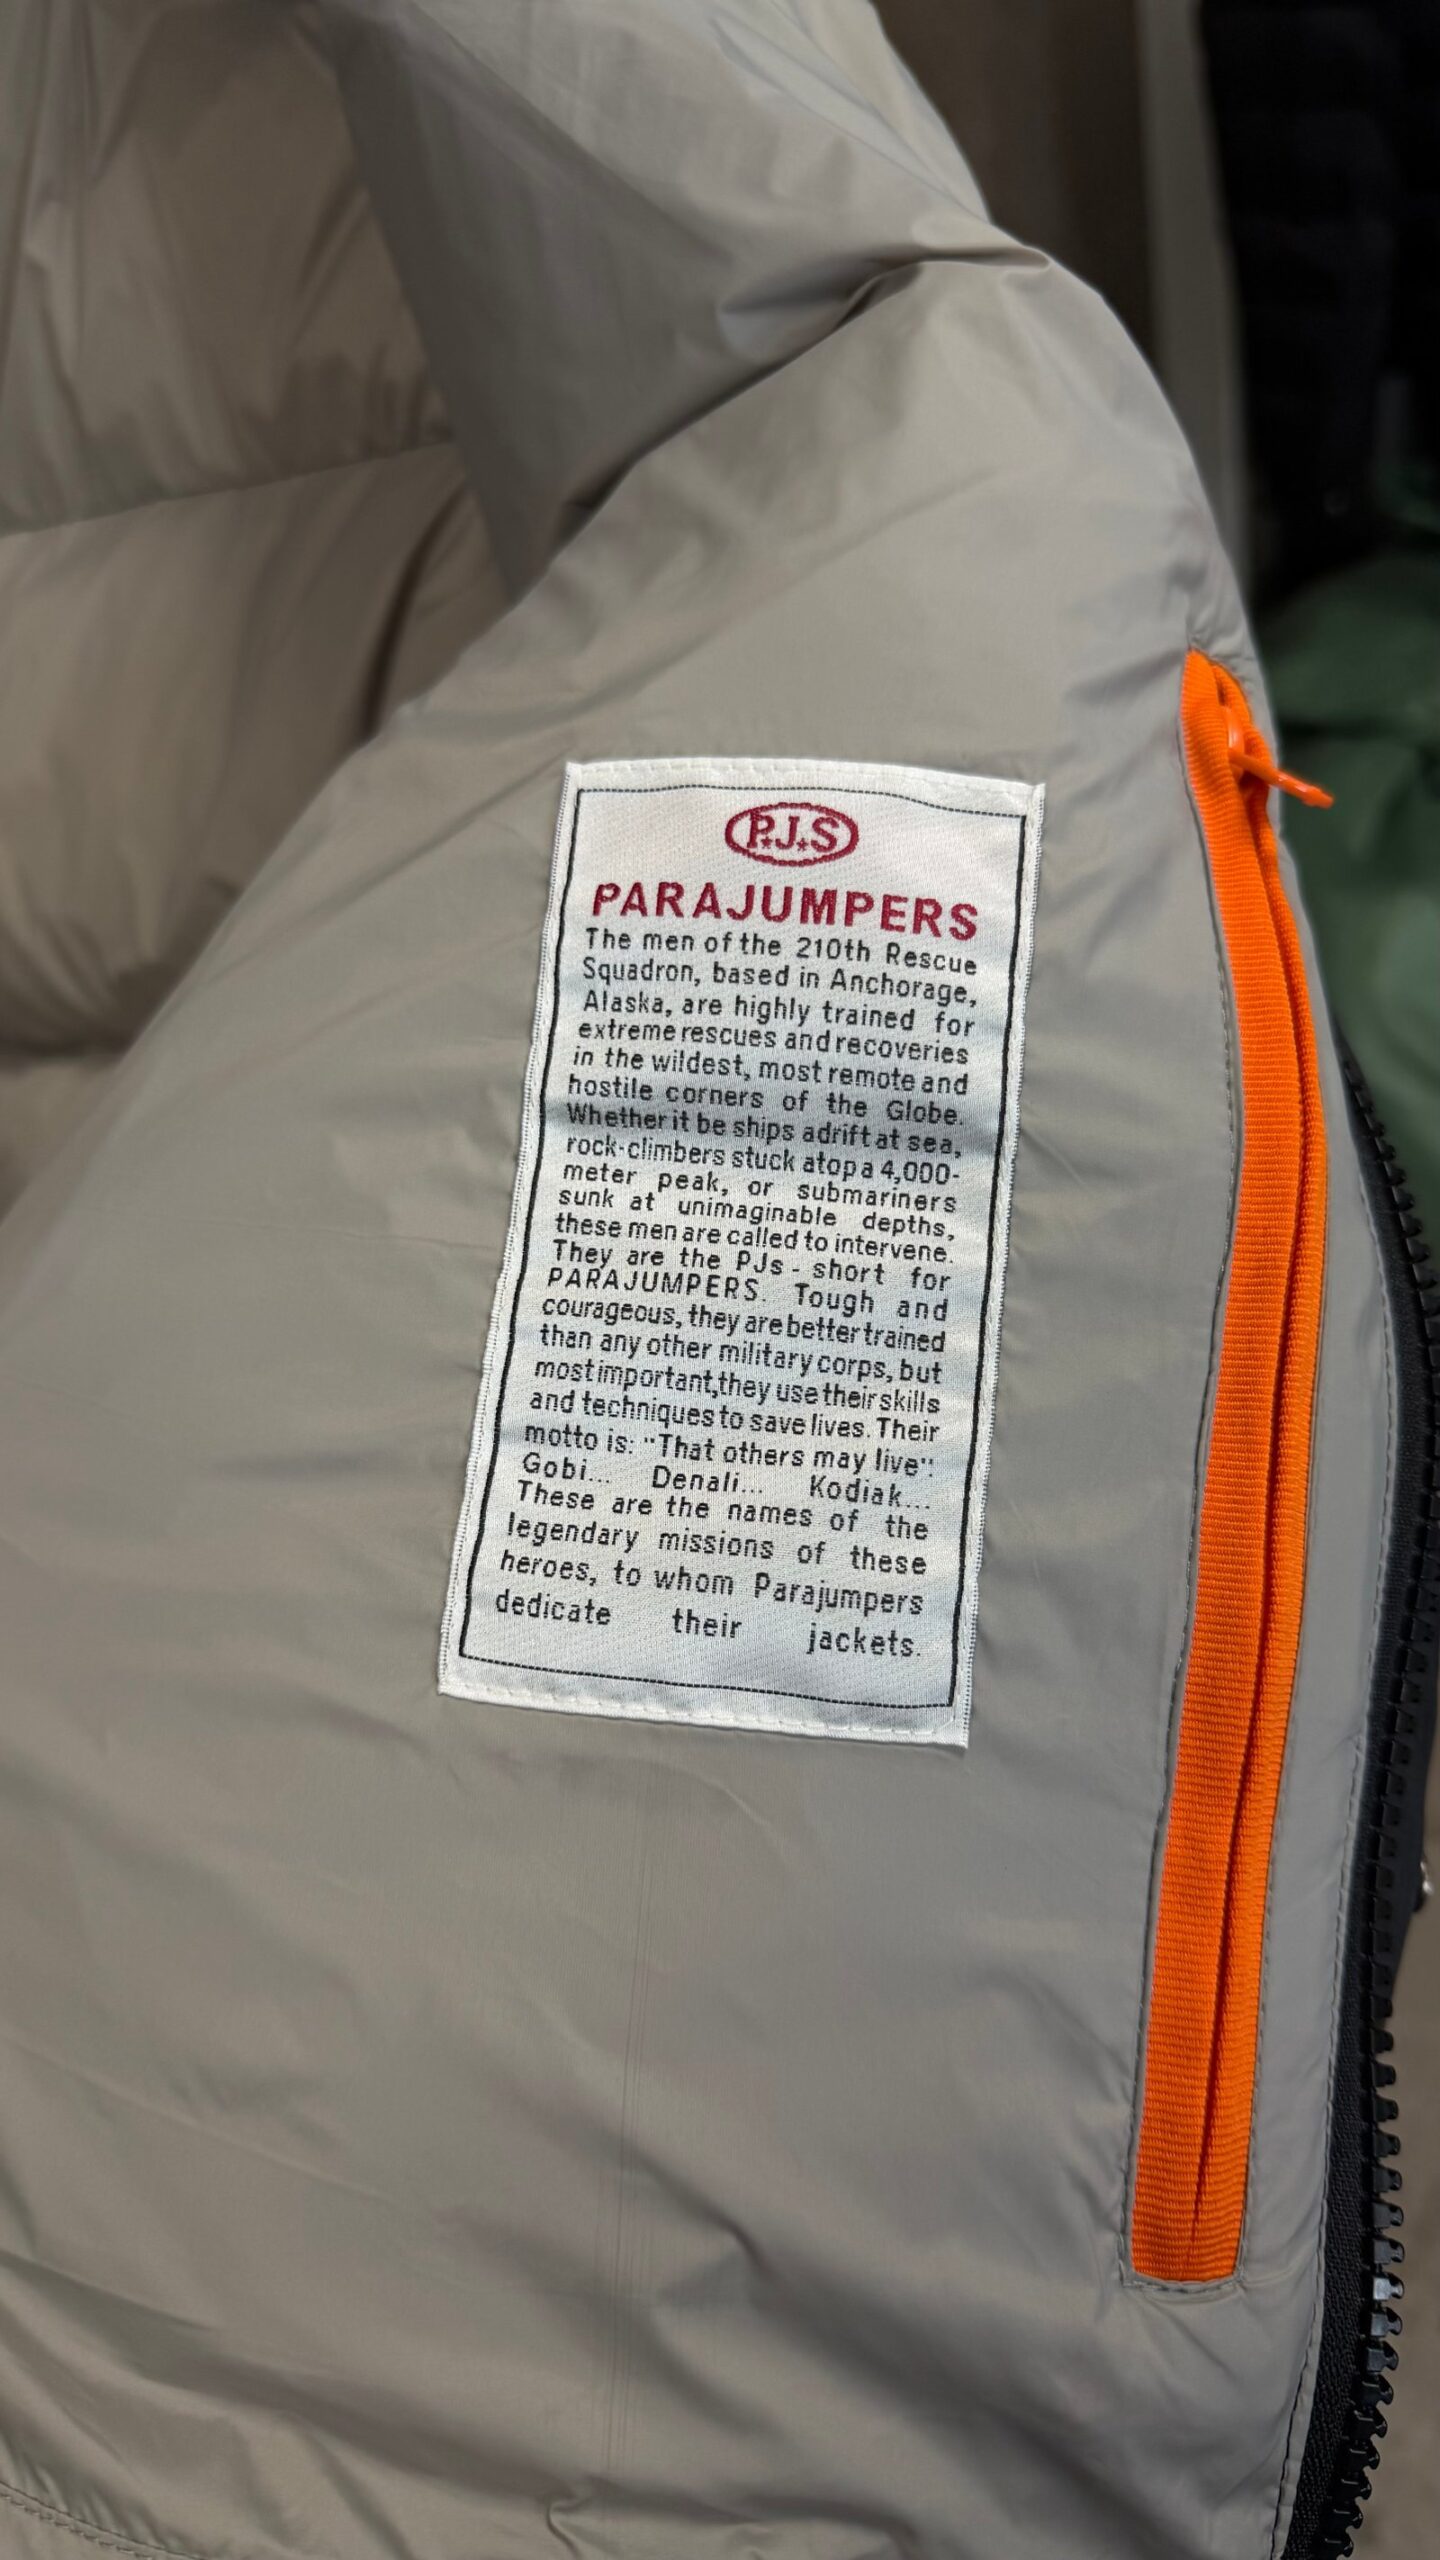 P.J.S
PARAJUMPERS
The men of the 210th Rescue
Squadron, based in Anchorage,
Alaska, are highly trained for
extreme rescues and recoveries
in the wildest, most remote and
hostile corners of the Globe.
Whether it be ships adrift at sea,
rock-climbers stuck atop a 4,000-
meter peak, or submariners
sunk at unimaginable depths,
these men are called to intervene.
They are the PJs - short for
PARAJUMPERS. Tough and
courageous, they are better trained
than any other military corps, but
most important,they use their skills
and techniques to save lives. Their
motto is: "That others may live":
Gobi... Denali... Kodiak...
These are the names of the
legendary missions of these
heroes, to whom Parajumpers
dedicate their jackets.